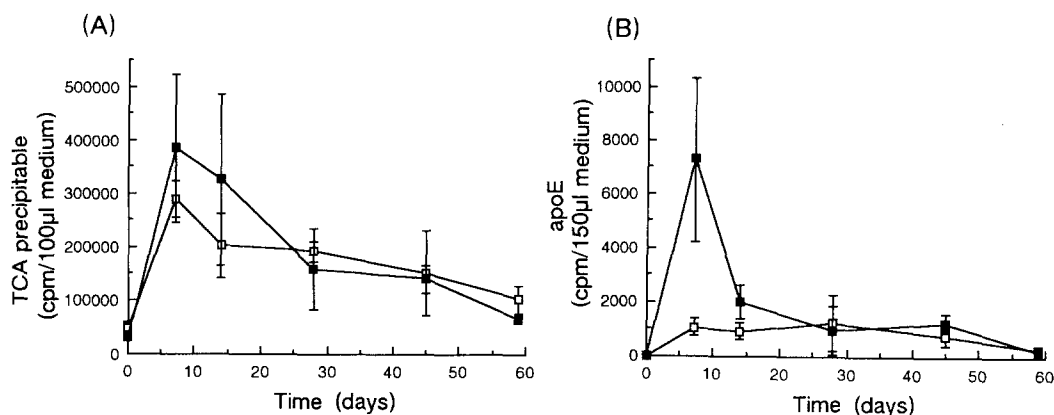 (A)
TCA precipitable
(cpm/100µl medium)
500000
400000
300000
200000
100000
0
0 10 20 30 40 50 60
Time (days)
(B)
apoE
(cpm/150µl medium)
10000
8000
6000
4000
2000
0
0 10 20 30 40 50 60
Time (days)